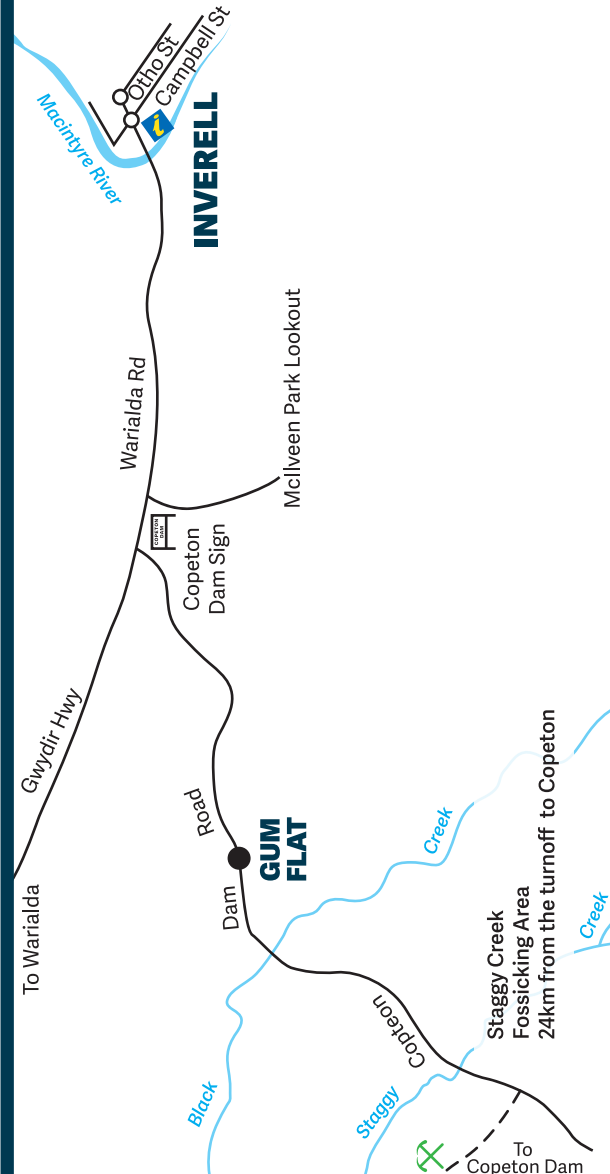 Otho St
Campbell St
Macintyre River
i
INVERELL
Warialda Rd
McIlveen Park Lookout
COPETON
DAM
Copeton
Dam Sign
Gwydir Hwy
To Warialda
Road
GUM
FLAT
Dam
Creek
Staggy Creek
Fossicking Area
24km from the turnoff to Copeton
Creek
Copteon
Black
Staggy
To
Copeton Dam